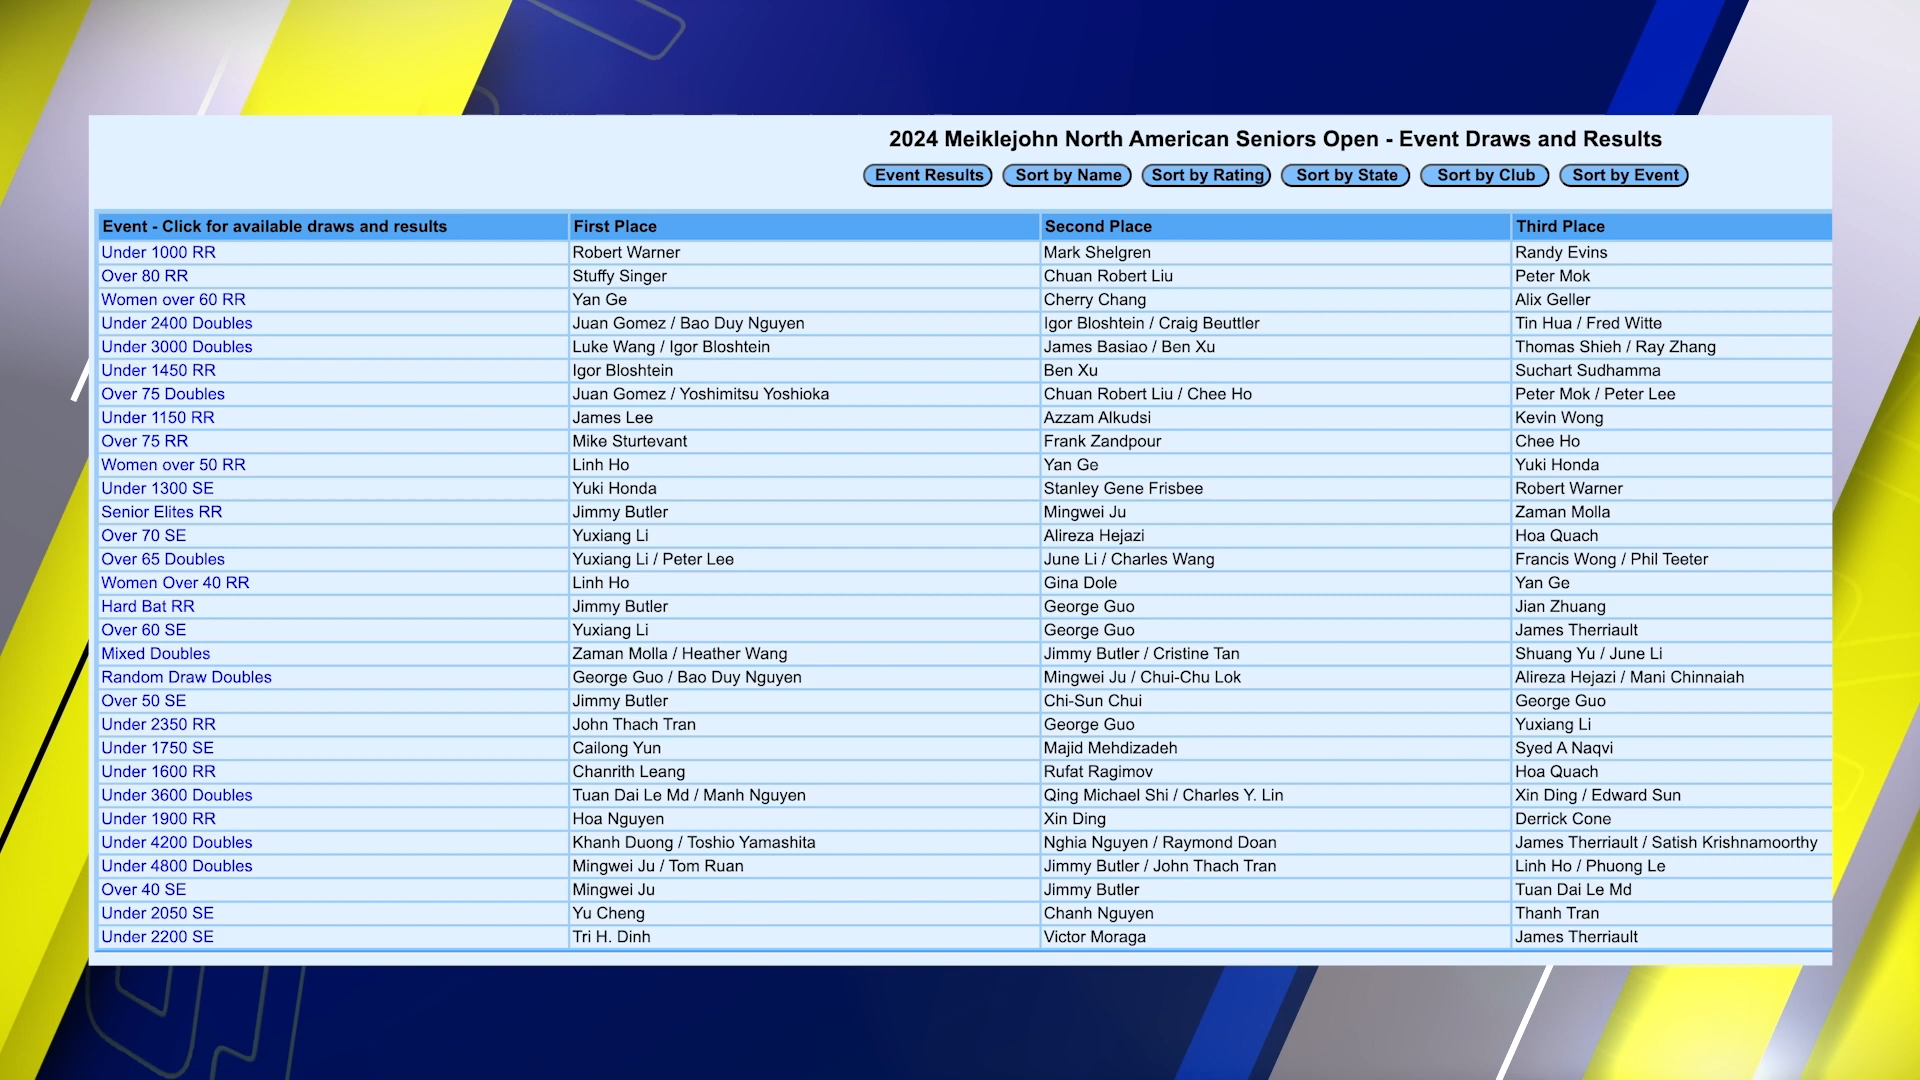 2024 Meiklejohn North American Seniors Open - Event Draws and Results
Event Results Sort by Name Sort by Rating Sort by State Sort by Club Sort by Event
Event - Click for available draws and results First Place Second Place Third Place
Under 1000 RR Robert Warner Mark Shelgren Randy Evins
Over 80 RR Stuffy Singer Chuan Robert Liu Peter Mok
Women over 60 RR Yan Ge Cherry Chang Alix Geller
Under 2400 Doubles Juan Gomez / Bao Duy Nguyen Igor Bloshtein / Craig Beuttler Tin Hua / Fred Witte
Under 3000 Doubles Luke Wang / Igor Bloshtein James Basiao / Ben Xu Thomas Shieh / Ray Zhang
Under 1450 RR Igor Bloshtein Ben Xu Suchart Sudhamma
Over 75 Doubles Juan Gomez / Yoshimitsu Yoshioka Chuan Robert Liu / Chee Ho Peter Mok / Peter Lee
Under 1150 RR James Lee Azzam Alkudsi Kevin Wong
Over 75 RR Mike Sturtevant Frank Zandpour Chee Ho
Women over 50 RR Linh Ho Yan Ge Yuki Honda
Under 1300 SE Yuki Honda Stanley Gene Frisbee Robert Warner
Senior Elites RR Jimmy Butler Mingwei Ju Zaman Molla
Over 70 SE Yuxiang Li Alireza Hejazi Hoa Quach
Over 65 Doubles Yuxiang Li / Peter Lee June Li / Charles Wang Francis Wong / Phil Teeter
Women Over 40 RR Linh Ho Gina Dole Yan Ge
Hard Bat RR Jimmy Butler George Guo Jian Zhuang
Over 60 SE Yuxiang Li George Guo James Therriault
Mixed Doubles Zaman Molla / Heather Wang Jimmy Butler / Cristine Tan Shuang Yu / June Li
Random Draw Doubles George Guo / Bao Duy Nguyen Mingwei Ju / Chui-Chu Lok Alireza Hejazi / Mani Chinnaiah
Over 50 SE Jimmy Butler Chi-Sun Chui George Guo
Under 2350 RR John Thach Tran George Guo Yuxiang Li
Under 1750 SE Cailong Yun Majid Mehdizadeh Syed A Naqvi
Under 1600 RR Chanrith Leang Rufat Ragimov Hoa Quach
Under 3600 Doubles Tuan Dai Le Md / Manh Nguyen Qing Michael Shi / Charles Y. Lin Xin Ding / Edward Sun
Under 1900 RR Hoa Nguyen Xin Ding Derrick Cone
Under 4200 Doubles Khanh Duong / Toshio Yamashita Nghia Nguyen / Raymond Doan James Therriault / Satish Krishnamoorthy
Under 4800 Doubles Mingwei Ju / Tom Ruan Jimmy Butler / John Thach Tran Linh Ho / Phuong Le
Over 40 SE Mingwei Ju Jimmy Butler Tuan Dai Le Md
Under 2050 SE Yu Cheng Chanh Nguyen Thanh Tran
Under 2200 SE Tri H. Dinh Victor Moraga James Therriault